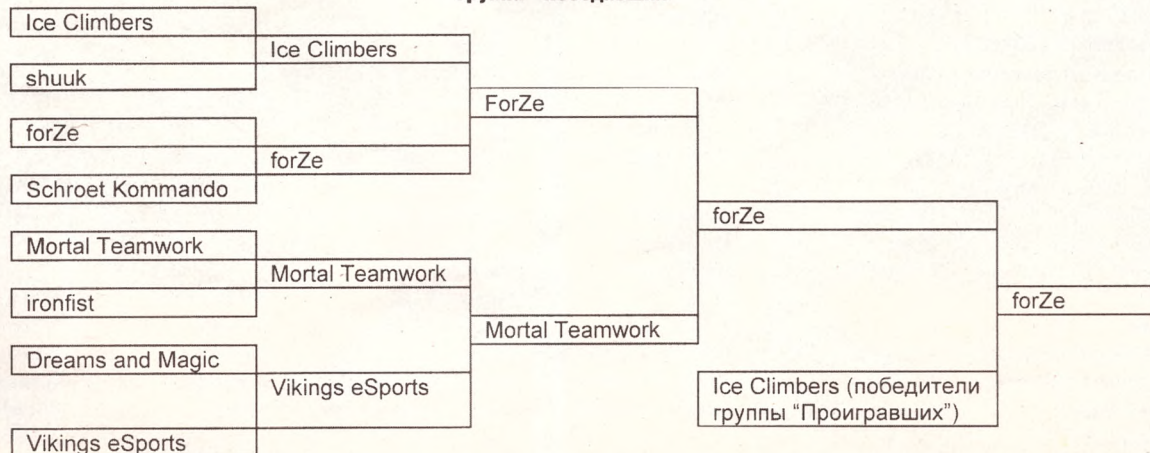 Ice Climbers
Ice Climbers
shuuk
ForZe
forZe
forZe
Schroet Kommando
forZe
Mortal Teamwork
Mortal Teamwork
ironfist
forZe
Mortal Teamwork
Dreams and Magic
Vikings eSports
Ice Climbers (победители
группы “Проигравших”)
Vikings eSports